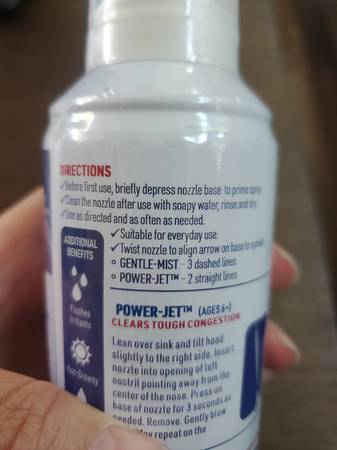 DIRECTIONS
✓Before first use, briefly depress nozzle base to prime spray
✓Clean the nozzle after use with soapy water, rinse and dry.
✓Use as directed and as often as needed.
✓Suitable for everyday use.
✓Twist nozzle to align arrow on base to
° GENTLE-MIST - 3 dashed lines
° POWER-JET™ - 2 straight lines
ADDITIONAL
BENEFITS
Flushes
irritants
Non-Drowsy
POWER-JET™ (AGES 6+)
CLEARS TOUGH CONGESTION
Lean over sink and tilt head
slightly to the right side. Insert
nozzle into opening of left
nostril pointing away from the
center of the nose. Press on
base of nozzle for 3 seconds as
needed. Remove. Gently blow
May repeat on the